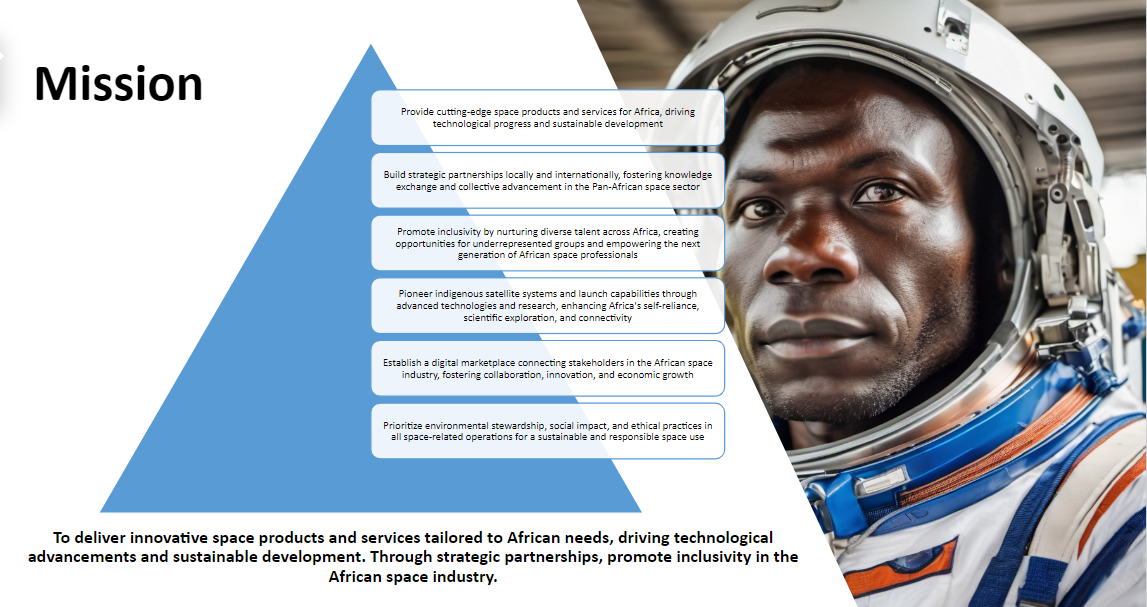 Mission
Provide cutting-edge space products and services for Africa, driving
technological progress and sustainable development
Build strategic partnerships locally and internationally, fostering knowledge
exchange and collective advancement in the Pan-African space sector
Promote inclusivity by nurturing diverse talent across Africa, creating
opportunities for underrepresented groups and empowering the next
generation of African space professionals
Pioneer indigenous satellite systems and launch capabilities through
advanced technologies and research, enhancing Africa's self-reliance,
scientific exploration, and connectivity
Establish a digital marketplace connecting stakeholders in the African space
industry, fostering collaboration, innovation, and economic growth
Prioritize environmental stewardship, social impact, and ethical practices in
all space-related operations for a sustainable and responsible space use
To deliver innovative space products and services tailored to African needs, driving technological
advancements and sustainable development. Through strategic partnerships, promote inclusivity in the
African space industry.